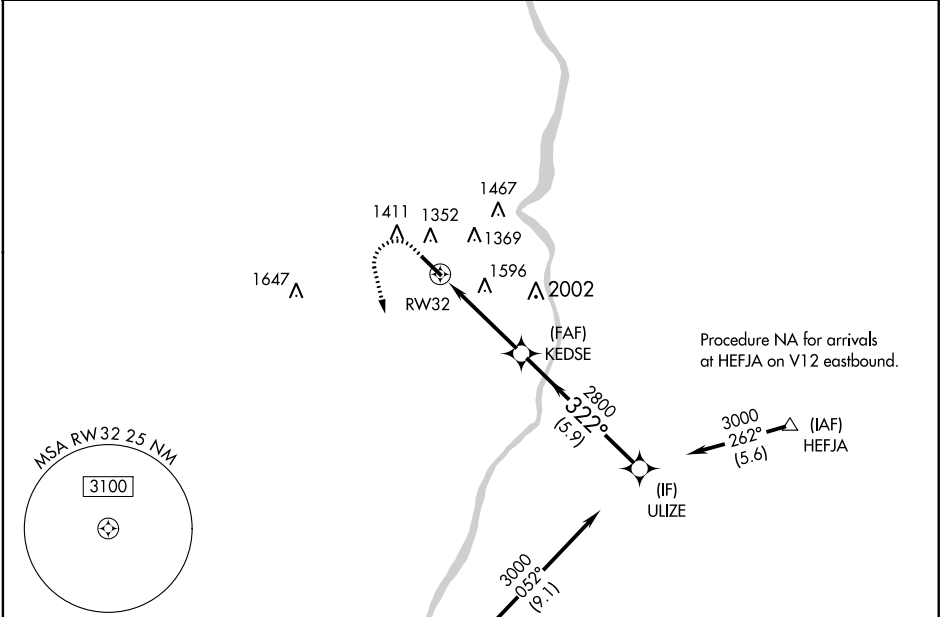 1467
1411
1352
1369
1647
1596
2002
RW32
(FAF)
KEDSE
Procedure NA for arrivals
at HEFJA on V12 eastbound.
2800
322°
(5.9)
3000
262°
(5.6)
(IAF)
HEFJA
(IF)
ULIZE
MSA RW32 25 NM
3100
3000
052°
(9.1)